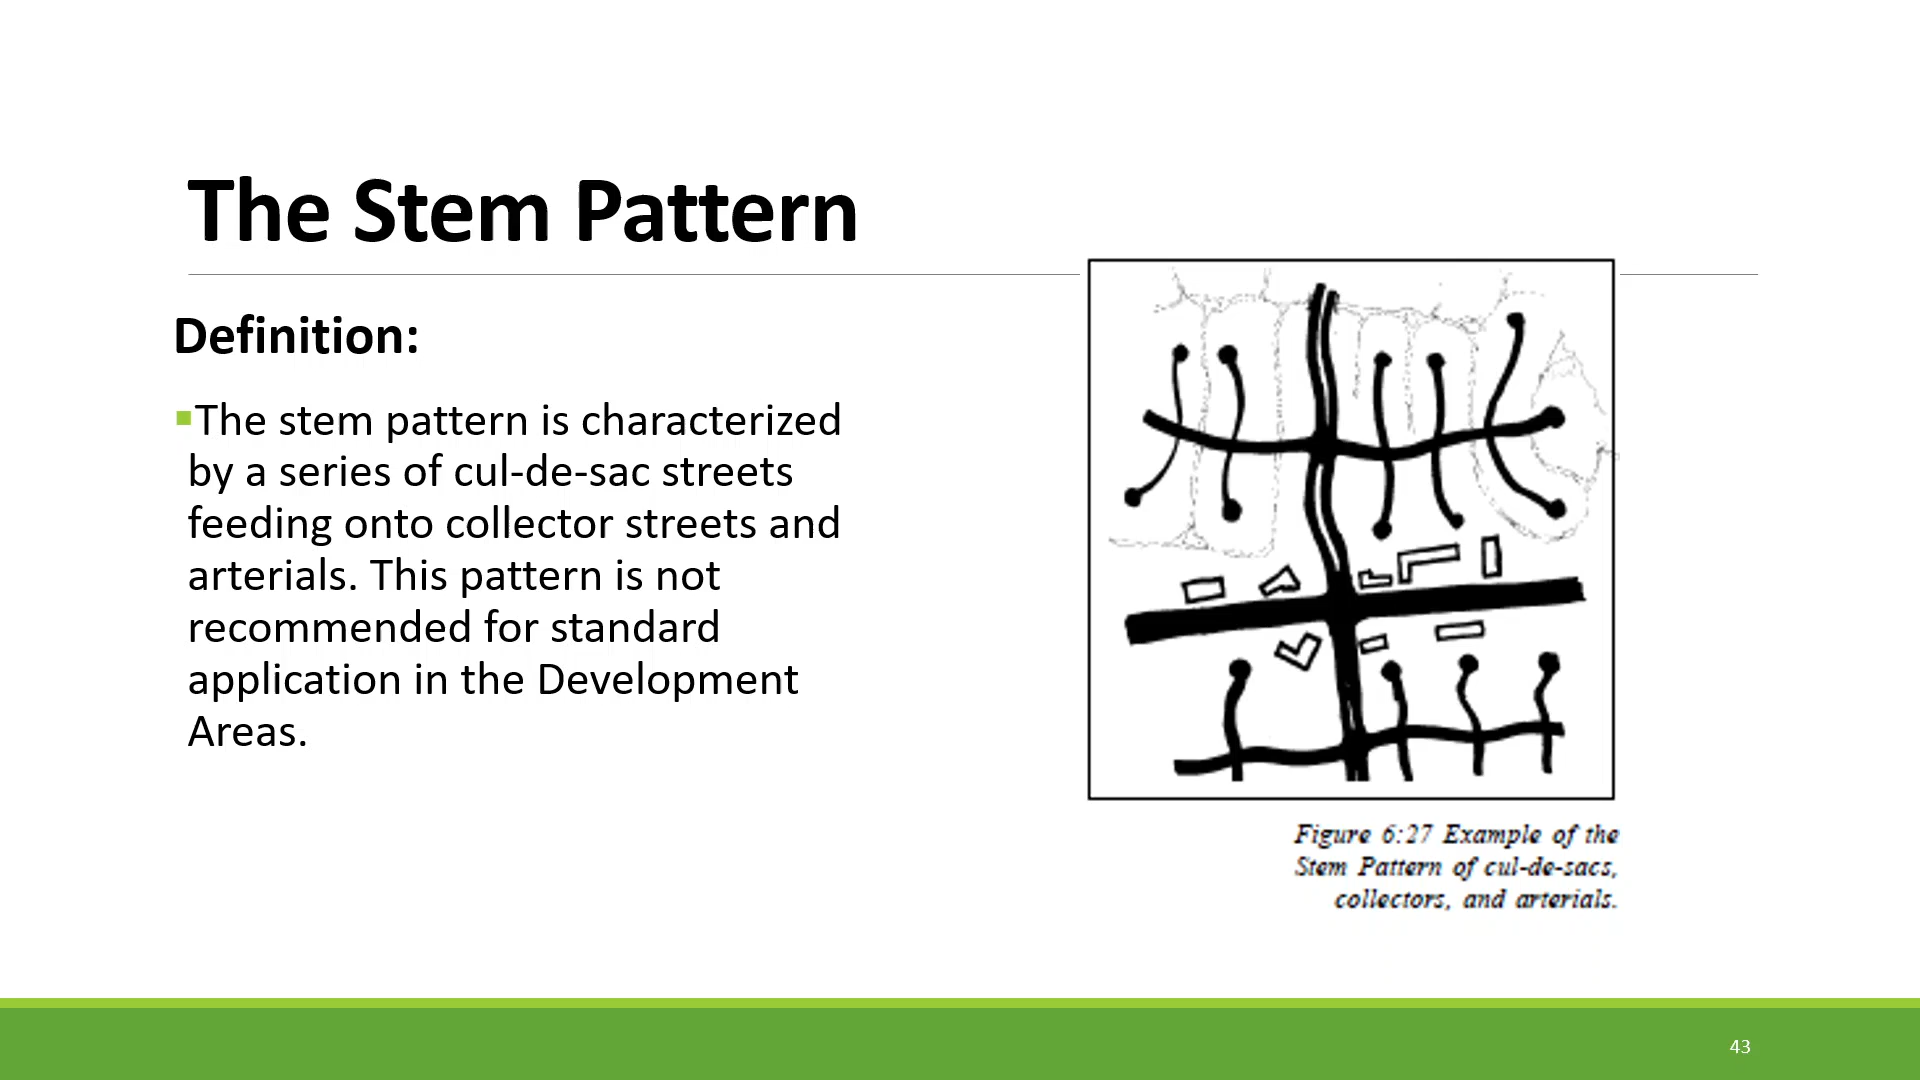 The Stem Pattern
Definition:
▪The stem pattern is characterized
by a series of cul-de-sac streets
feeding onto collector streets and
arterials. This pattern is not
recommended for standard
application in the Development
Areas.
Figure 6:27 Example of the
Stem Pattern of cul-de-sacs,
collectors, and arterials.
43